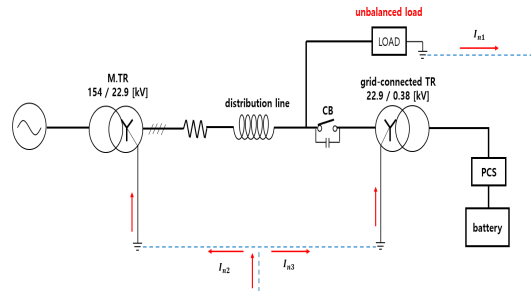 unbalanced load
LOAD
In1
M.TR
154 / 22.9 [kV]
grid-connected TR
22.9 / 0.38 [kV]
distribution line
CB
Y
Y
PCS
battery
In2
In3